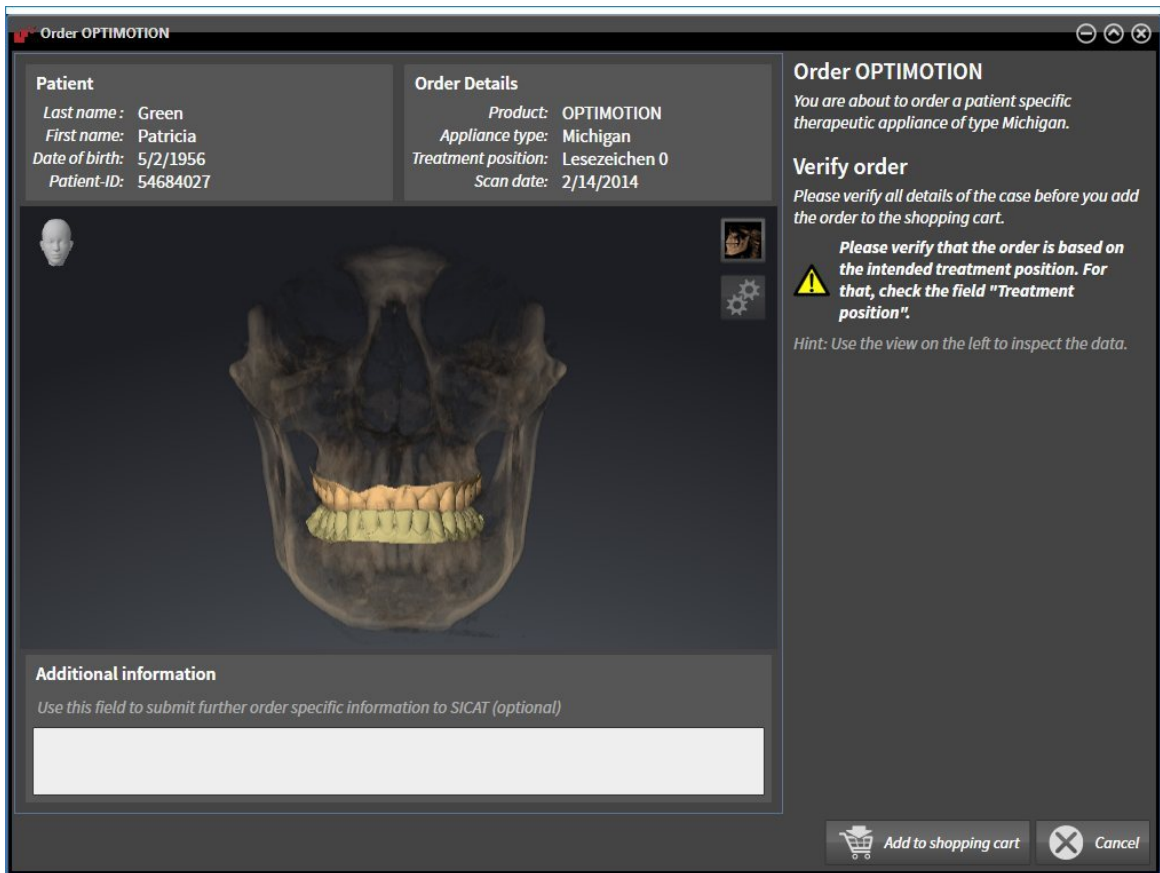 Order OPTIMOTION
Patient
Last name : Green
First name: Patricia
Date of birth: 5/2/1956
Patient-ID: 54684027
Order Details
Product: OPTIMOTION
Appliance type: Michigan
Treatment position: Lesezeichen 0
Scan date: 2/14/2014
Additional information
Use this field to submit further order specific information to SICAT (optional)
Order OPTIMOTION
You are about to order a patient specific
therapeutic appliance of type Michigan.
Verify order
Please verify all details of the case before you add
the order to the shopping cart.
Please verify that the order is based on
the intended treatment position. For
that, check the field "Treatment
position".
Hint: Use the view on the left to inspect the data.
Add to shopping cart
Cancel